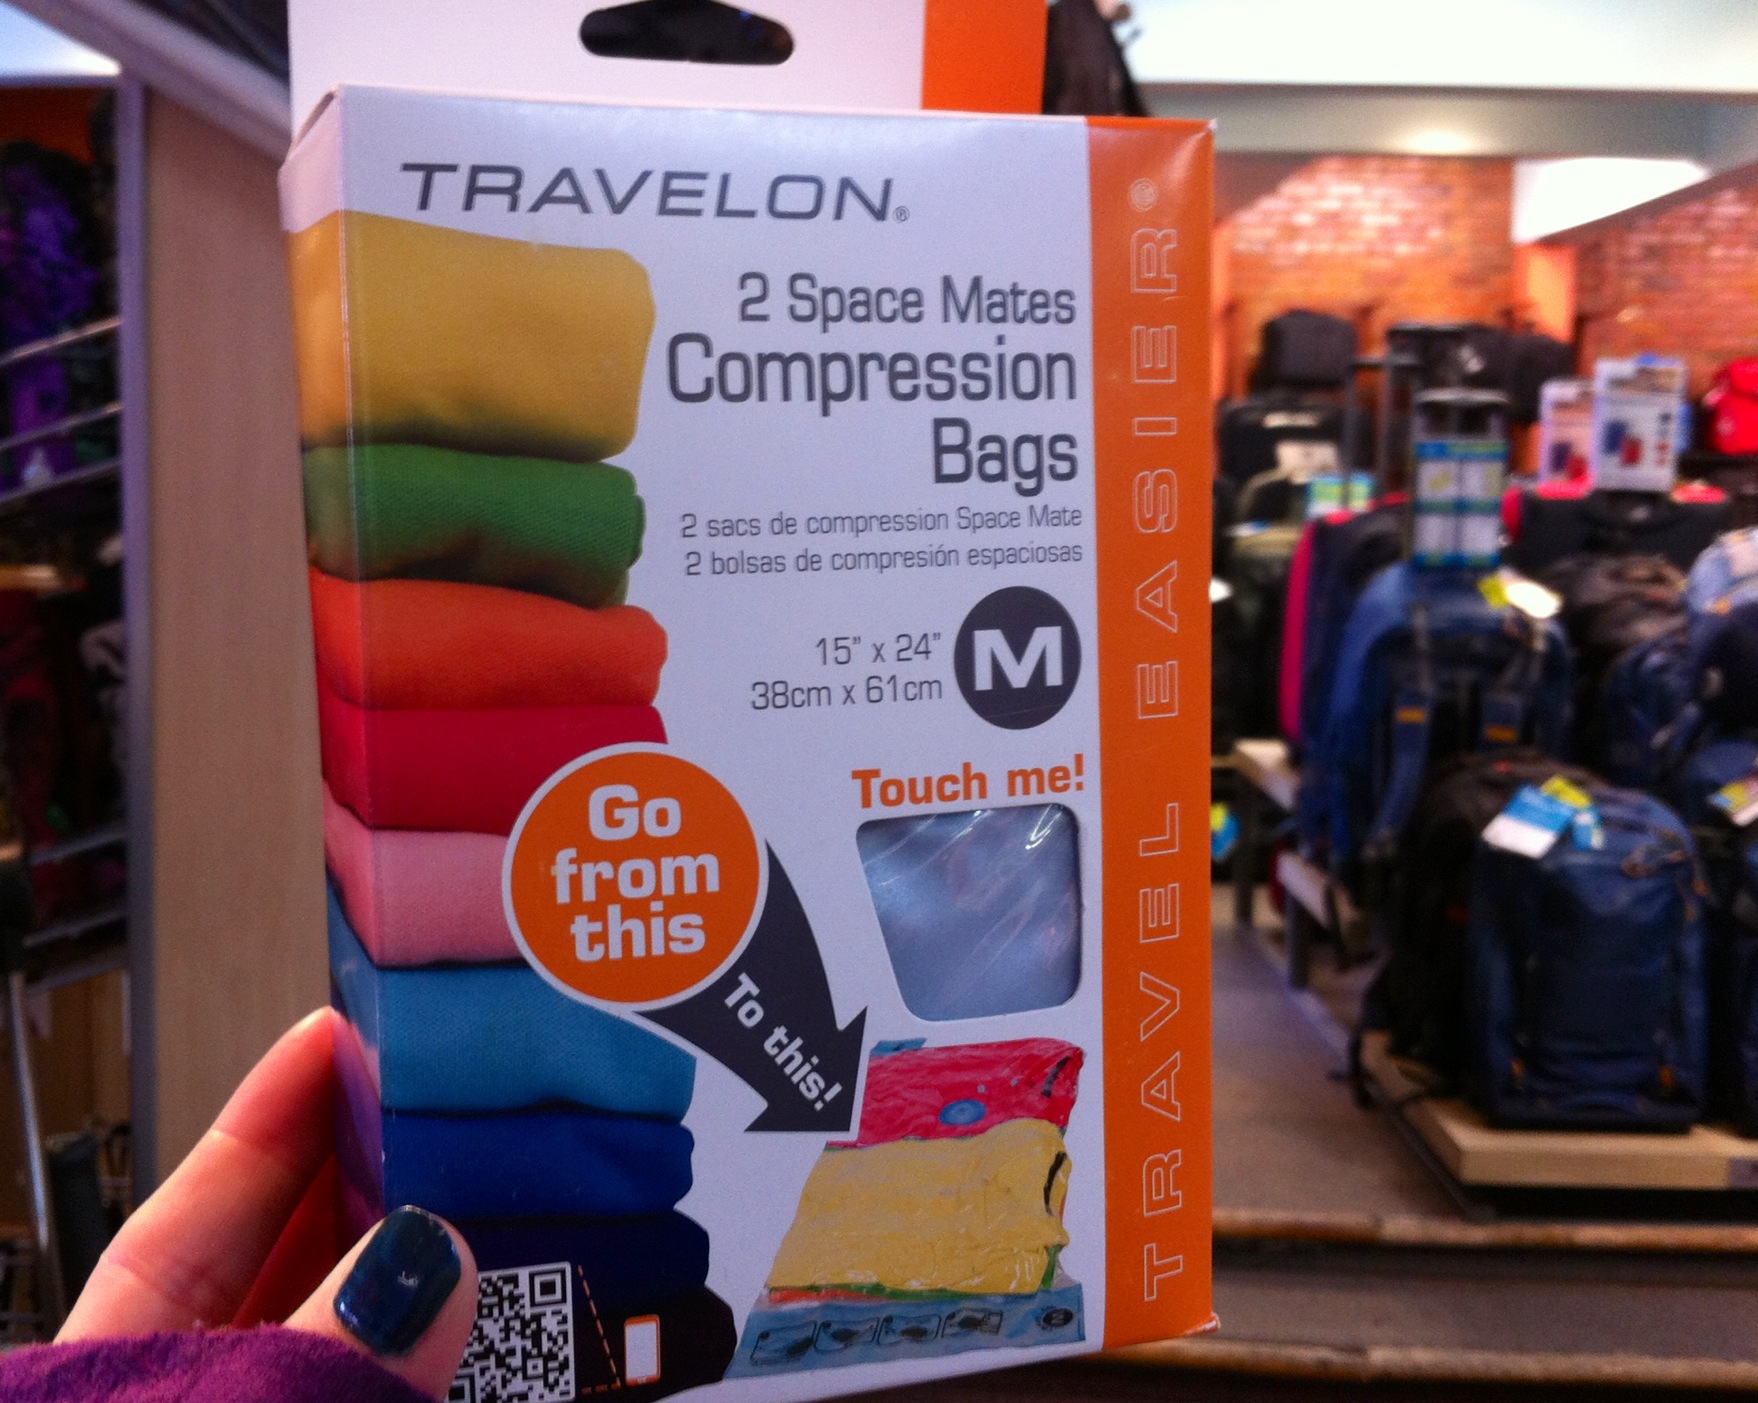 TRAVELON®
2 Space Mates
Compression
Bags
2 sacs de compression Space Mate
2 bolsas de compresión espaciosas
15" x 24"
38cm x 61cm
M
Touch me!
Go
from
this
To this!
TRAVEL EASIER®